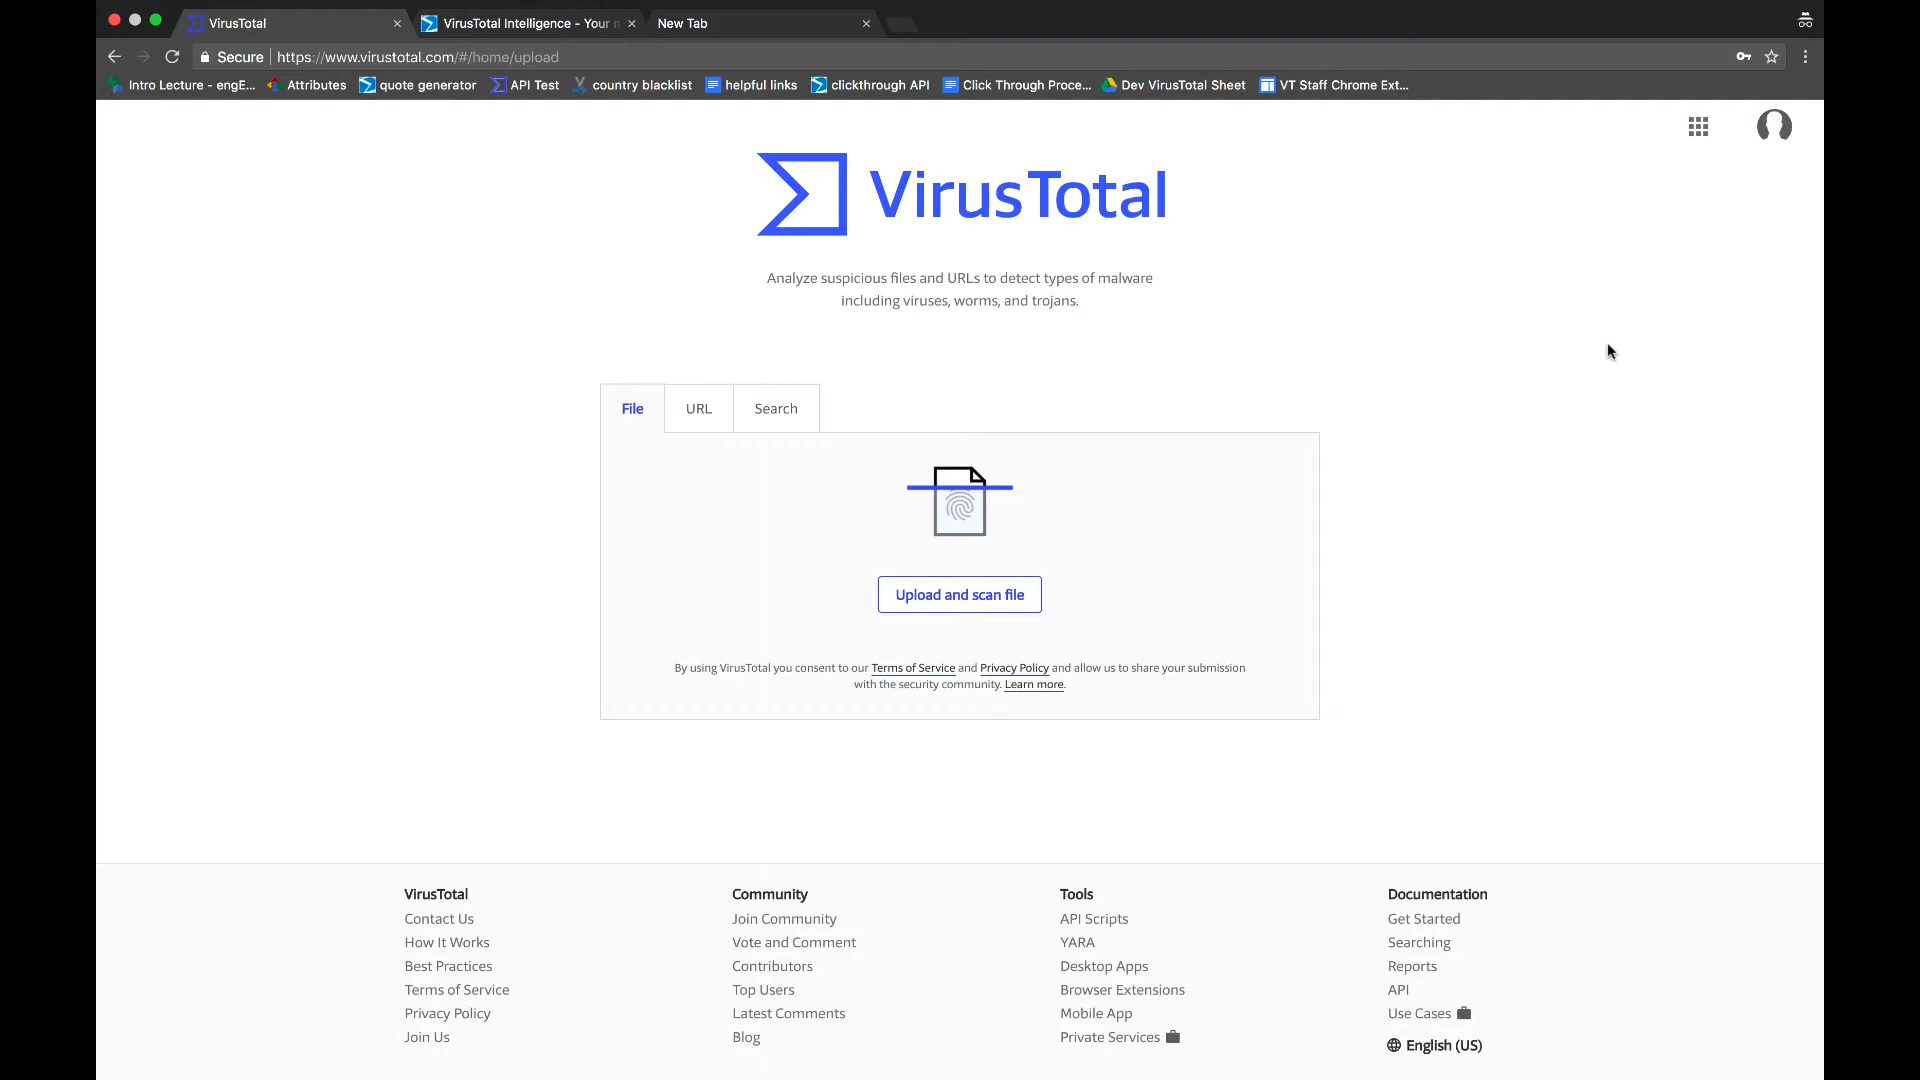 VirusTotal
VirusTotal Intelligence - Your
New Tab
Secure https://www.virustotal.com/#/home/upload
Intro Lecture - engE... Attributes quote generator API Test country blacklist helpful links clickthrough API Click Through Proce... Dev VirusTotal Sheet VT Staff Chrome Ext...
VirusTotal
Analyze suspicious files and URLs to detect types of malware
including viruses, worms, and trojans.
File URL Search
Upload and scan file
By using VirusTotal you consent to our Terms of Service and Privacy Policy and allow us to share your submission
with the security community. Learn more.
VirusTotal
Contact Us
How It Works
Best Practices
Terms of Service
Privacy Policy
Join Us
Community
Join Community
Vote and Comment
Contributors
Top Users
Latest Comments
Blog
Tools
API Scripts
YARA
Desktop Apps
Browser Extensions
Mobile App
Private Services
Documentation
Get Started
Searching
Reports
API
Use Cases
English (US)